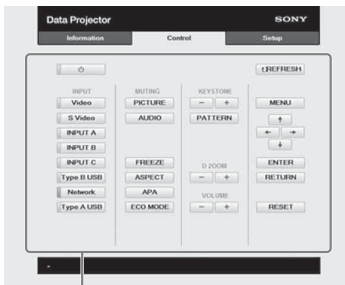 Data Projector
SONY
Information
Control
Setup
REFRESH
INPUT
MUTING
KEYSTONE
Video
PICTURE
- +
MENU
S Video
AUDIO
PATTERN
INPUT A
INPUT B
INPUT C
FREEZE
D ZOOM
ENTER
Type B USB
ASPECT
- +
RETURN
Network
APA
VOLUME
Type A USB
ECO MODE
- +
RESET